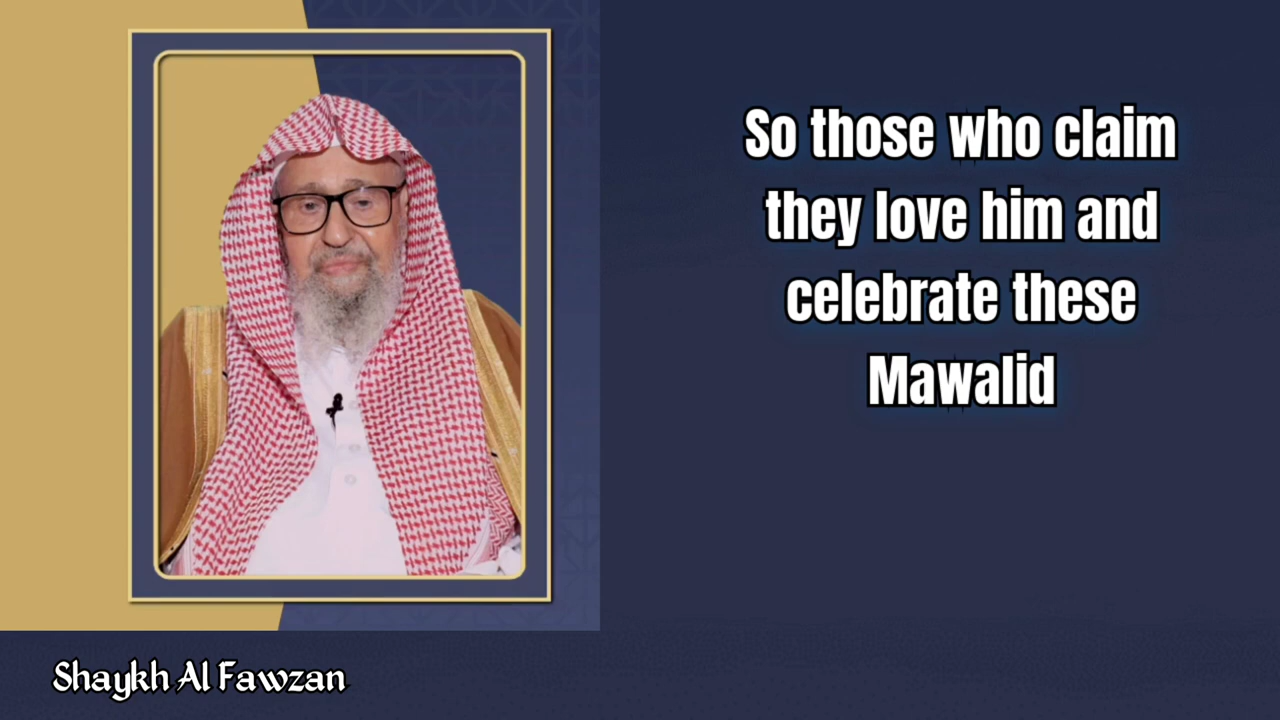 So those who claim
they love him and
celebrate these
Mawalid
Shaykh Al Fawzan